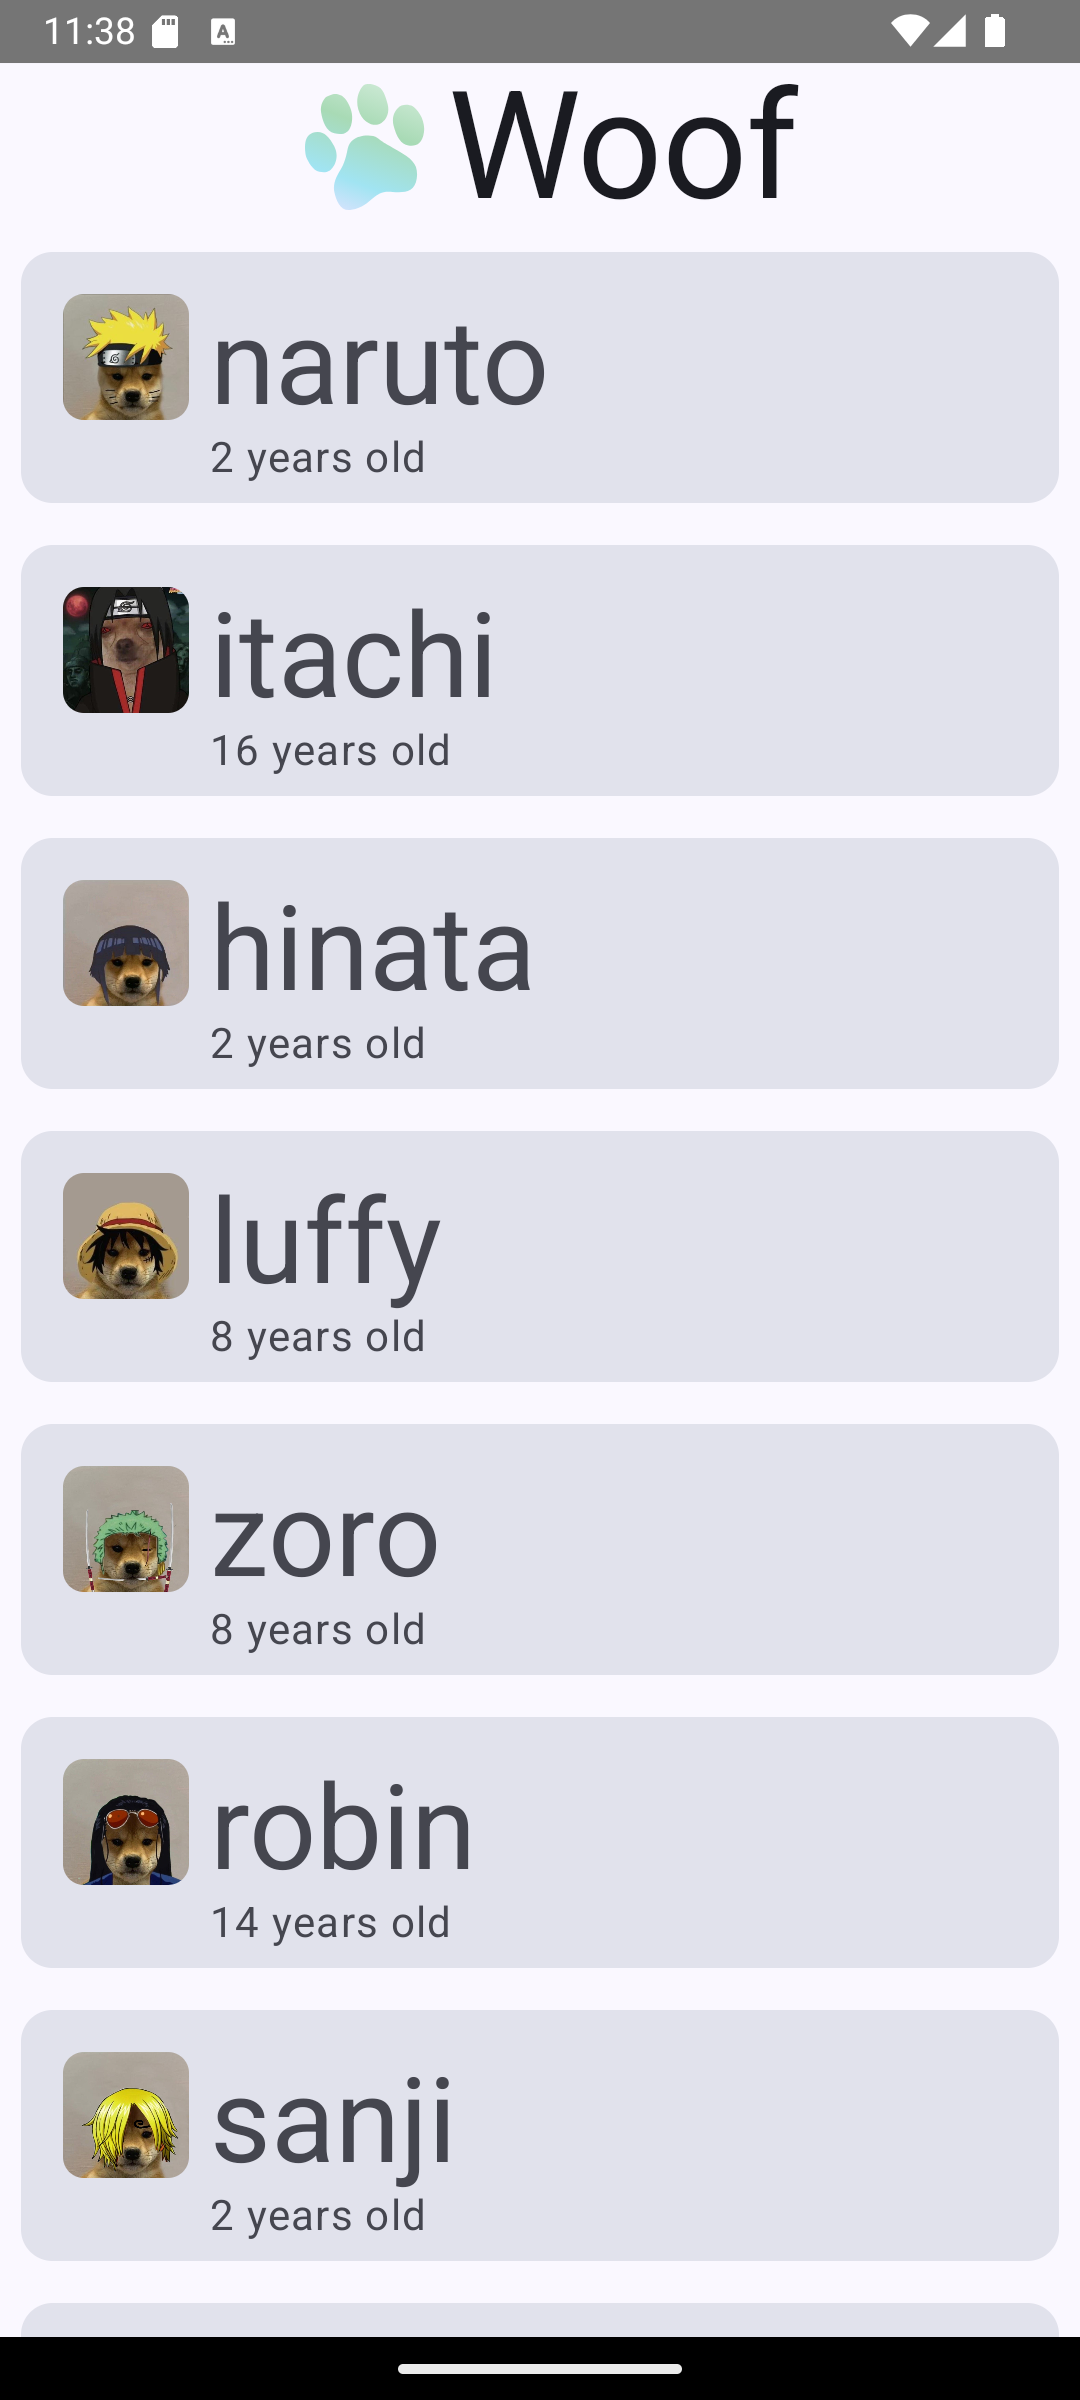 11:38
Woof
naruto
2 years old
itachi
16 years old
hinata
2 years old
luffy
8 years old
zoro
8 years old
robin
14 years old
sanji
2 years old